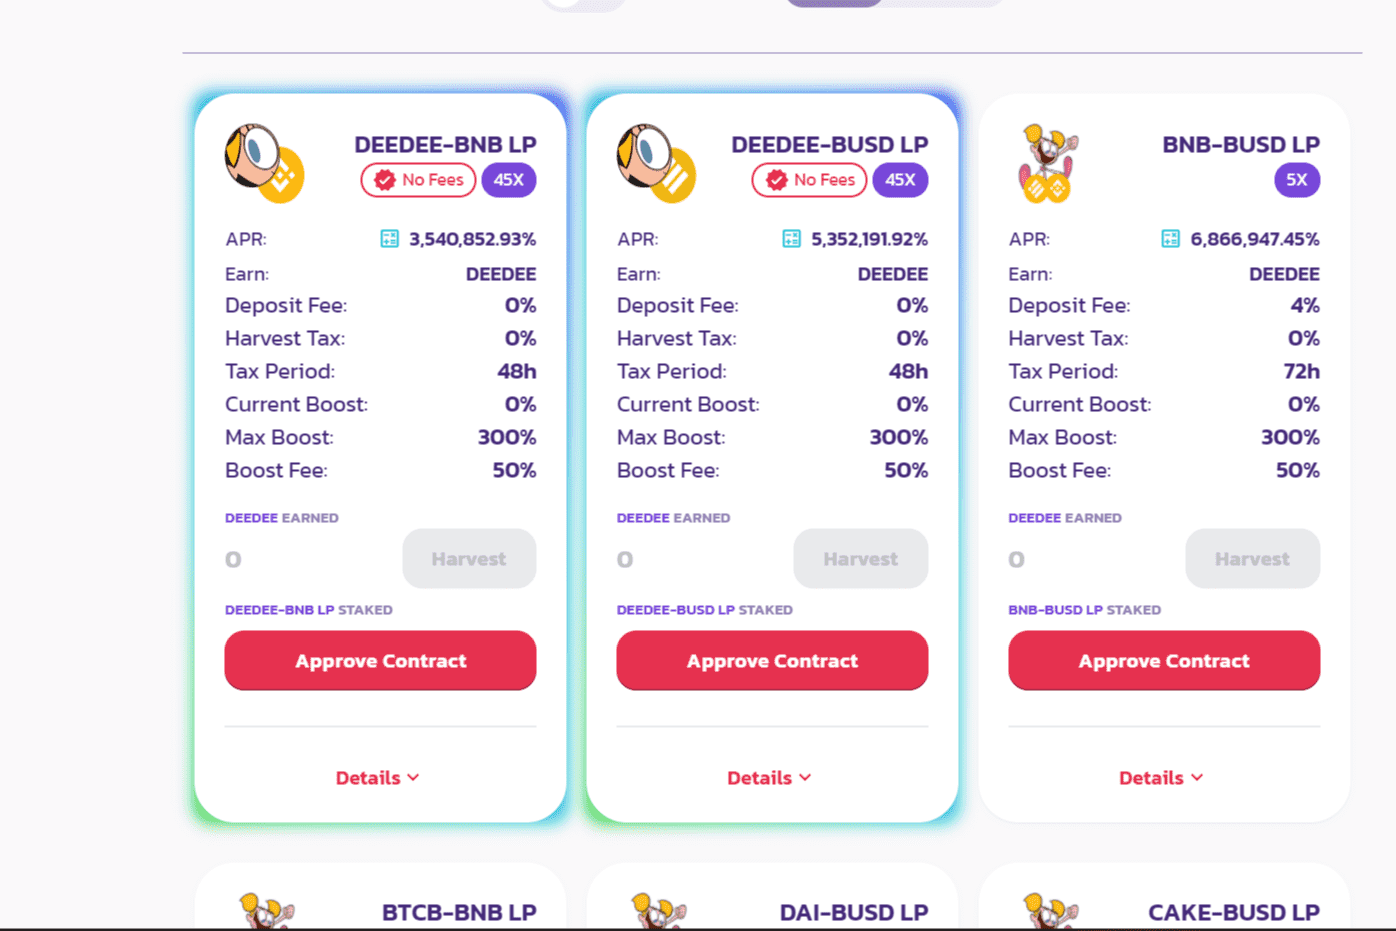 DEEDEE-BNB LP
No Fees 45X
APR: 3,540,852.93%
Earn: DEEDEE
Deposit Fee: 0%
Harvest Tax: 0%
Tax Period: 48h
Current Boost: 0%
Max Boost: 300%
Boost Fee: 50%
DEEDEE EARNED
0 Harvest
DEEDEE-BNB LP STAKED
Approve Contract
Details
DEEDEE-BUSD LP
No Fees 45X
APR: 5,352,191.92%
Earn: DEEDEE
Deposit Fee: 0%
Harvest Tax: 0%
Tax Period: 48h
Current Boost: 0%
Max Boost: 300%
Boost Fee: 50%
DEEDEE EARNED
0 Harvest
DEEDEE-BUSD LP STAKED
Approve Contract
Details
BNB-BUSD LP
5X
APR: 6,866,947.45%
Earn: DEEDEE
Deposit Fee: 4%
Harvest Tax: 0%
Tax Period: 72h
Current Boost: 0%
Max Boost: 300%
Boost Fee: 50%
DEEDEE EARNED
0 Harvest
BNB-BUSD LP STAKED
Approve Contract
Details
BTCB-BNB LP
DAI-BUSD LP
CAKE-BUSD LP